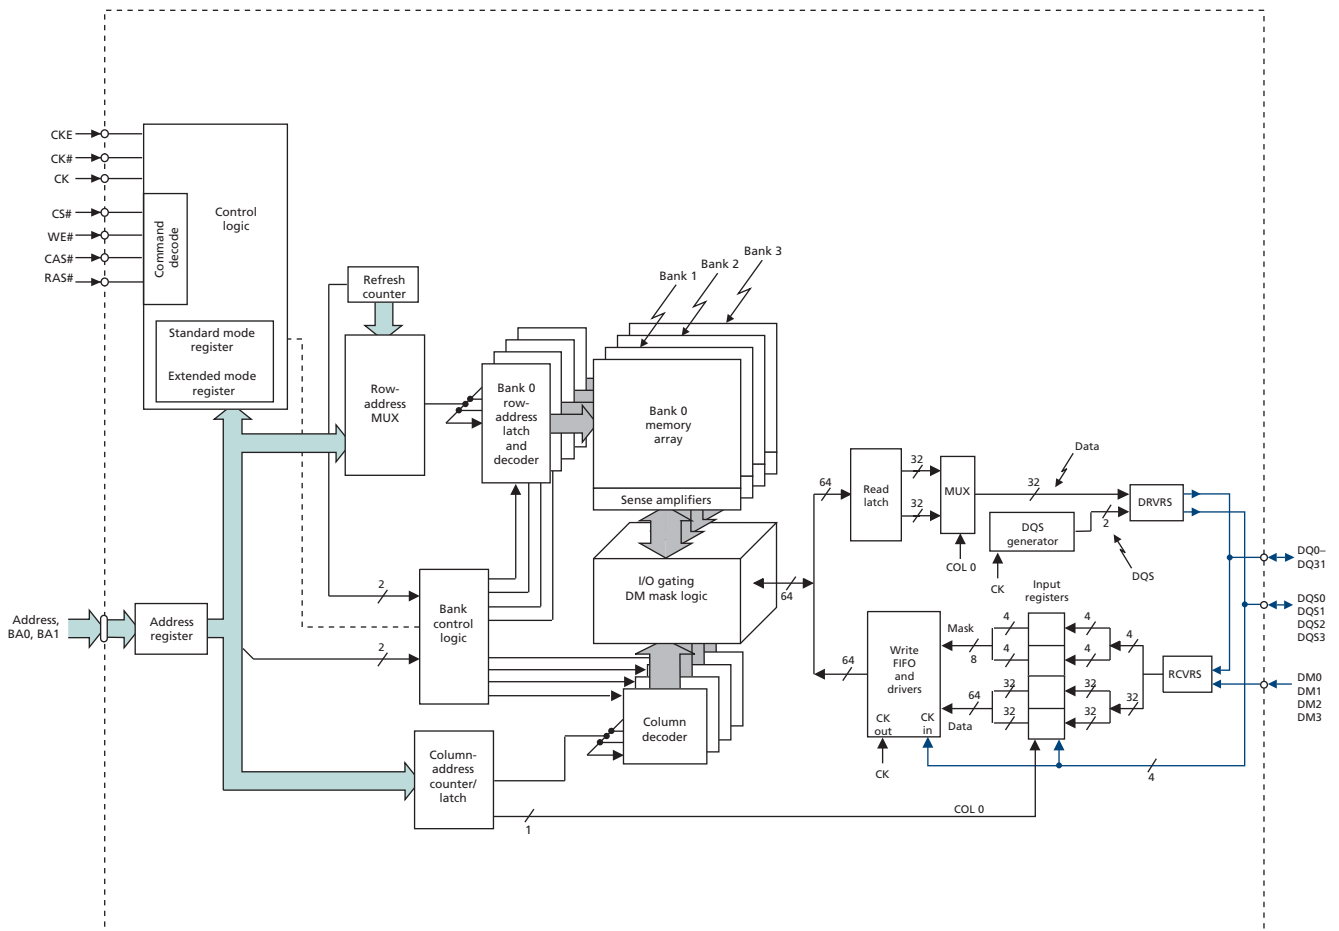 CKE
CK#
CK
CS#
WE#
CAS#
RAS#
Command
decode
Control
logic
Standard mode
register
Extended mode
register
Refresh
counter
Row-
address
MUX
Bank 0
row-
address
latch
and
decoder
Bank 1
Bank 2
Bank 3
Bank 0
memory
array
Sense amplifiers
I/O gating
DM mask logic
Address,
BA0, BA1
Address
register
2
2
Bank
control
logic
Column-
address
counter/
latch
Column
decoder
1
COL 0
64
64
64
Read
latch
32
32
MUX
COL 0
32
Data
DQS
generator
CK
2
DQS
DRVRS
DQ0–
DQ31
DQS0
DQS1
DQS2
DQS3
DM0
DM1
DM2
DM3
Input
registers
Write
FIFO
and
drivers
CK
out
CK
in
CK
Mask
8
64
Data
4
4
32
32
4
4
32
32
4
32
RCVRS
4